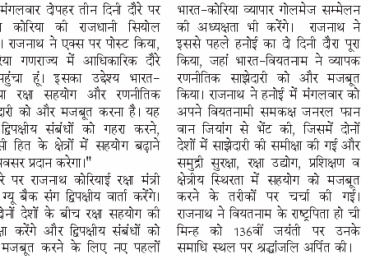 मंगलवार दोपहर तीन दिनी दौरे पर
कोरिया की राजधानी सियोल
। राजनाथ ने एक्स पर पोस्ट किया,
रिया गणराज्य में आधिकारिक दौरे
पहुंचा हूं। इसका उद्देश्य भारत-
या रक्षा सहयोग और रणनीतिक
दारी को और मजबूत करना है। यह
द्विपक्षीय संबंधों को गहरा करने,
सी हित के क्षेत्रों में सहयोग बढ़ाने
वसर प्रदान करेगा।"
रे पर राजनाथ कोरियाई रक्षा मंत्री
ग्यू बैक संग द्विपक्षीय वार्ता करेंगे।
दोनों देशों के बीच रक्षा सहयोग की
क्षा करेंगे और द्विपक्षीय संबंधों को
मजबूत करने के लिए नए पहलों
भारत-कोरिया व्यापार गोलमेज सम्मेलन
की अध्यक्षता भी करेंगे। राजनाथ ने
इससे पहले हनोई का दो दिनी दौरा पूरा
किया, जहां भारत-वियतनाम ने व्यापक
रणनीतिक साझेदारी को और मजबूत
किया। राजनाथ ने हनोई में मंगलवार को
अपने वियतनामी समकक्ष जनरल फान
वान जियांग से भेंट की, जिसमें दोनों
देशों में साझेदारी की समीक्षा की गई और
समुद्री सुरक्षा, रक्षा उद्योग, प्रशिक्षण व
क्षेत्रीय स्थिरता में सहयोग को मजबूत
करने के तरीकों पर चर्चा की गई।
राजनाथ ने वियतनाम के राष्ट्रपिता हो ची
मिन्ह को 136वीं जयंती पर उनके
समाधि स्थल पर श्रद्धांजलि अर्पित की।